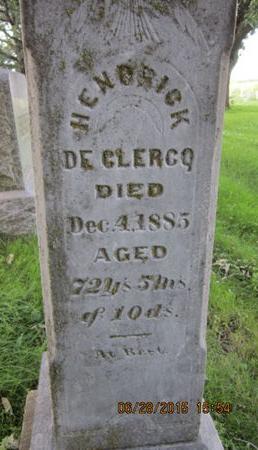 HENDRICK
DE CLERCQ
DIED
Dec. 4. 1885
AGED
72 ys 5 ms.
& 10 ds.
At Rest.
06/28/2015 15:54